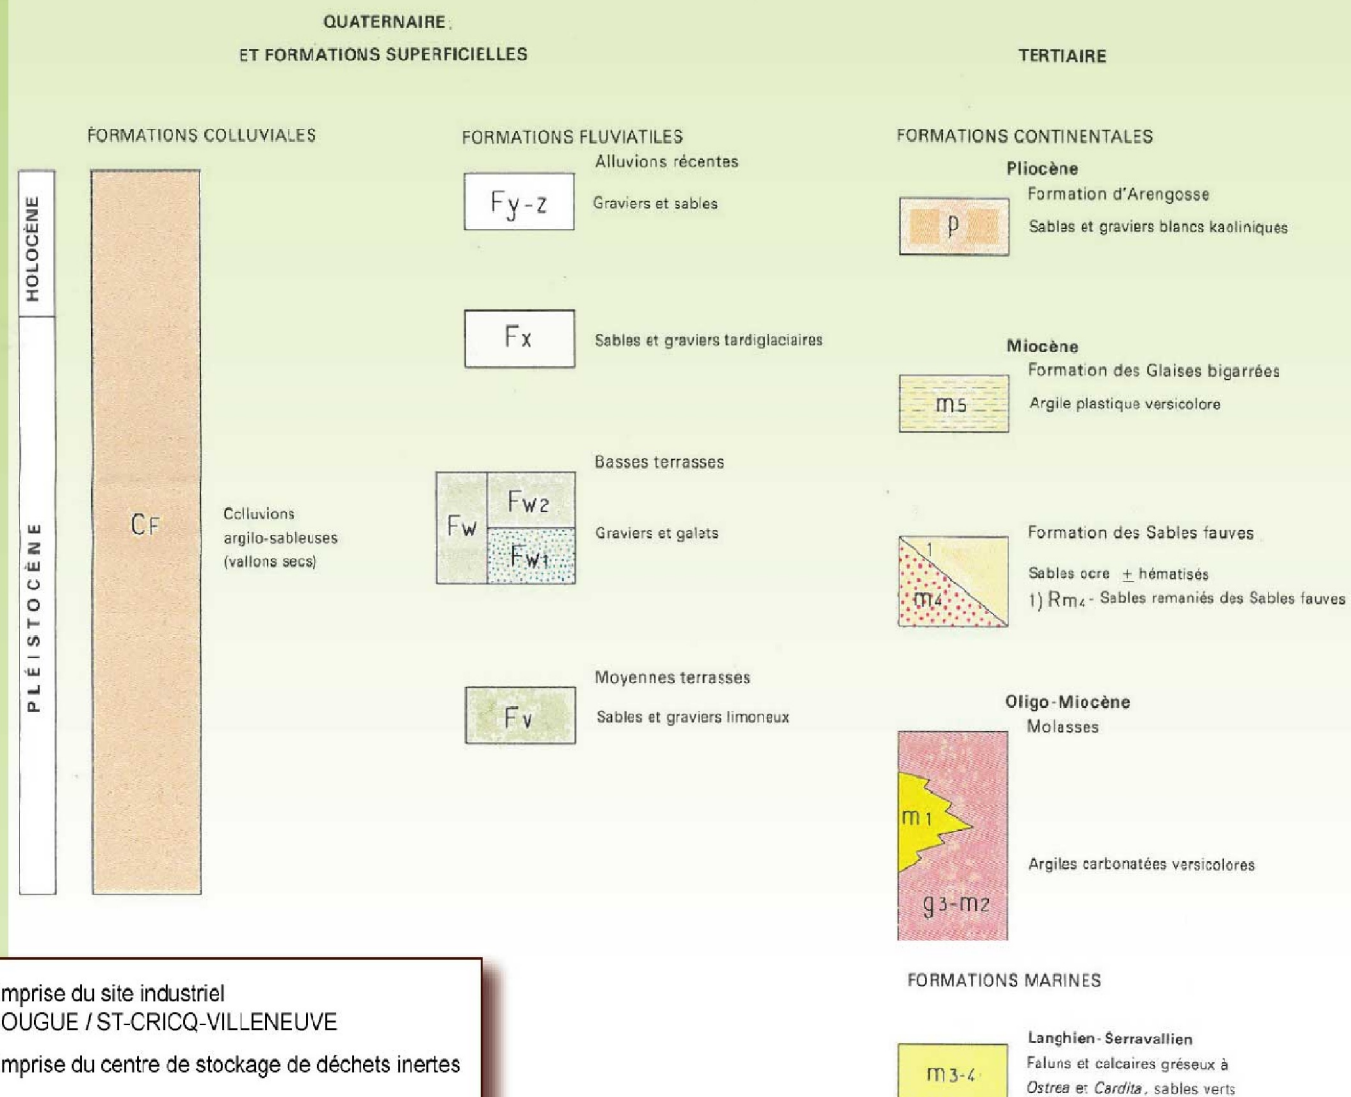 QUATERNAIRE
ET FORMATIONS SUPERFICIELLES
TERTIAIRE
FORMATIONS COLLUVIALES
HOLOCÈNE
PLÉISTOCÈNE
CF
Colluvions
argilo-sableuses
(vallons secs)
FORMATIONS FLUVIATILES
Alluvions récentes
Fy-z
Graviers et sables
Fx
Sables et graviers tardiglaciaires
Basses terrasses
Fw
Fw2
Fw1
Graviers et galets
Moyennes terrasses
Fv
Sables et graviers limoneux
FORMATIONS CONTINENTALES
Pliocène
Formation d'Arengosse
p
Sables et graviers blancs kaoliniques
Miocène
Formation des Glaises bigarrées
m5
Argile plastique versicolore
Formation des Sables fauves
1
m4
Sables ocre ± hématisés
1) Rm4 - Sables remaniés des Sables fauves
Oligo-Miocène
Molasses
m1
Argiles carbonatées versicolores
g3-m2
FORMATIONS MARINES
Langhien-Serravallien
m3-4
Faluns et calcaires gréseux à
Ostrea et Cardita, sables verts
mprise du site industriel
OUGUE / ST-CRICQ-VILLENEUVE
mprise du centre de stockage de déchets inertes